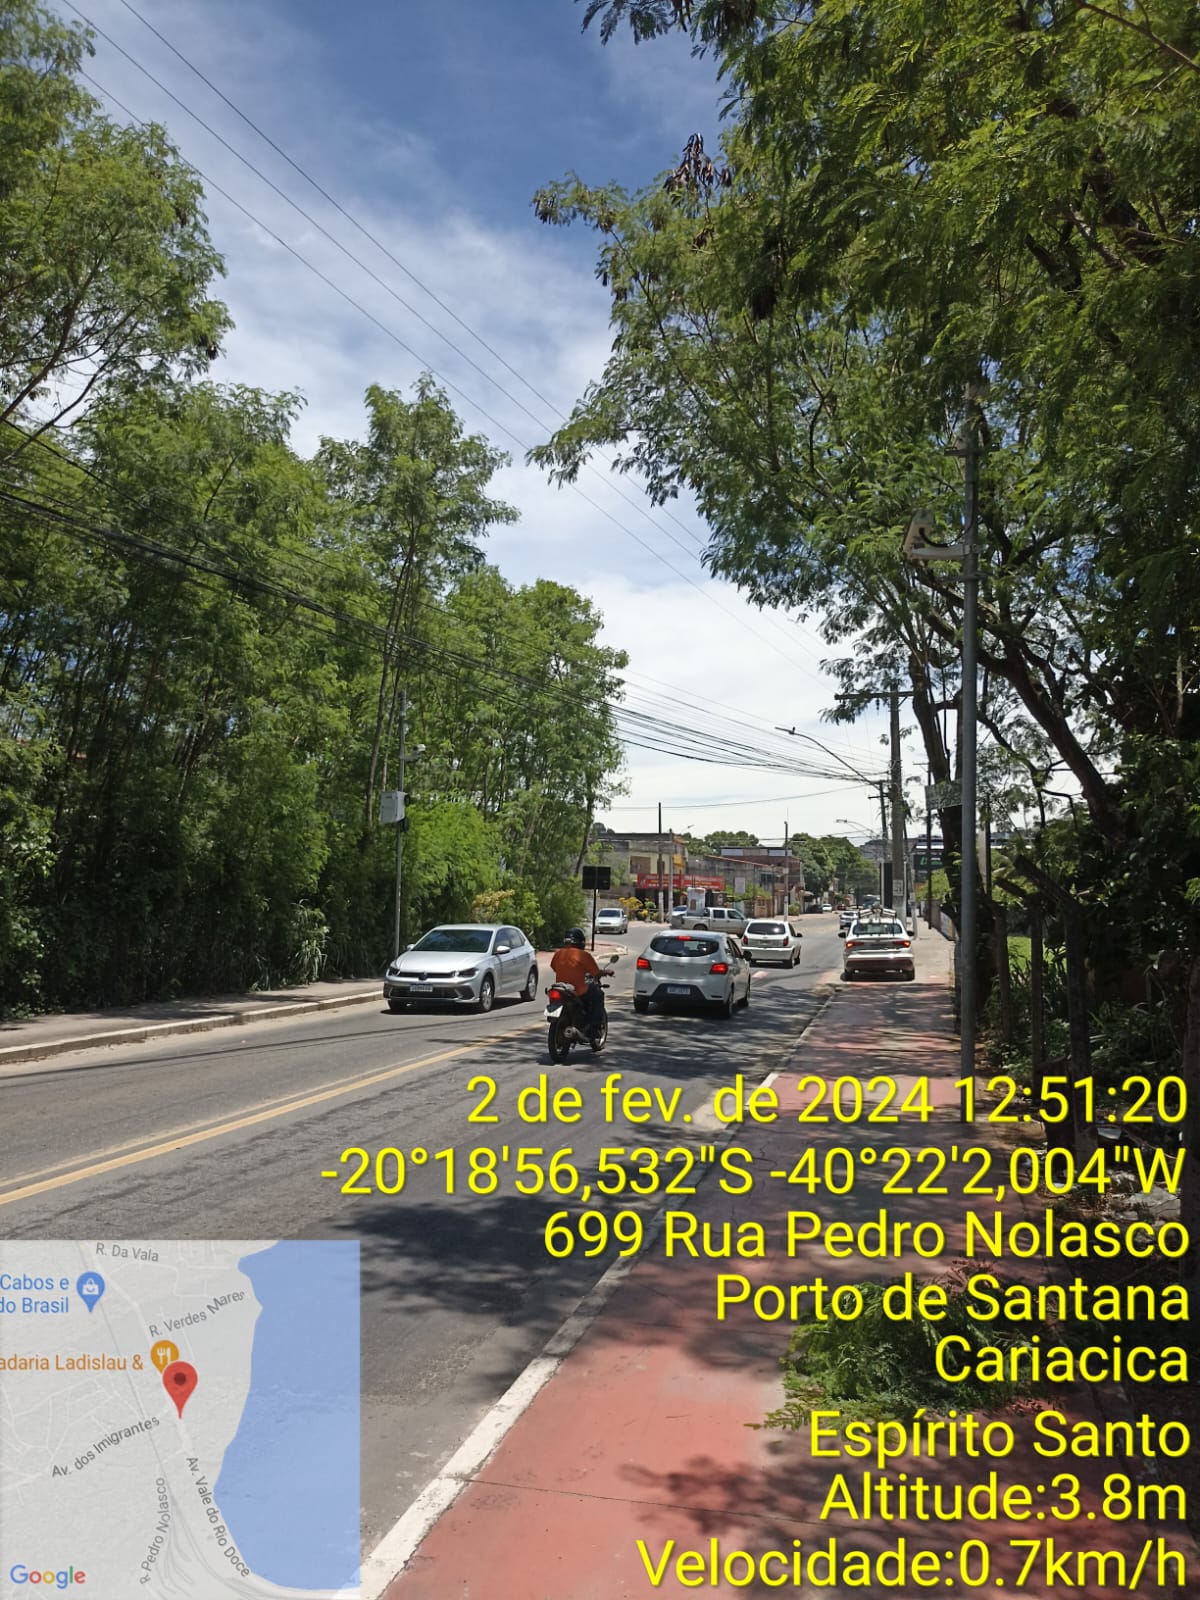 2 de fev. de 2024 12:51:20
-20°18'56,532"S -40°22'2,004"W
699 Rua Pedro Nolasco
Porto de Santana
Cariacica
Espírito Santo
Altitude:3.8m
Velocidade:0.7km/h
R. Da Vala
Cabos e
do Brasil
R. Verdes Mares
adaria Ladislau &
Av. dos Imigrantes
R. Pedro Nolasco
Av. Vale do Rio Doce
Google